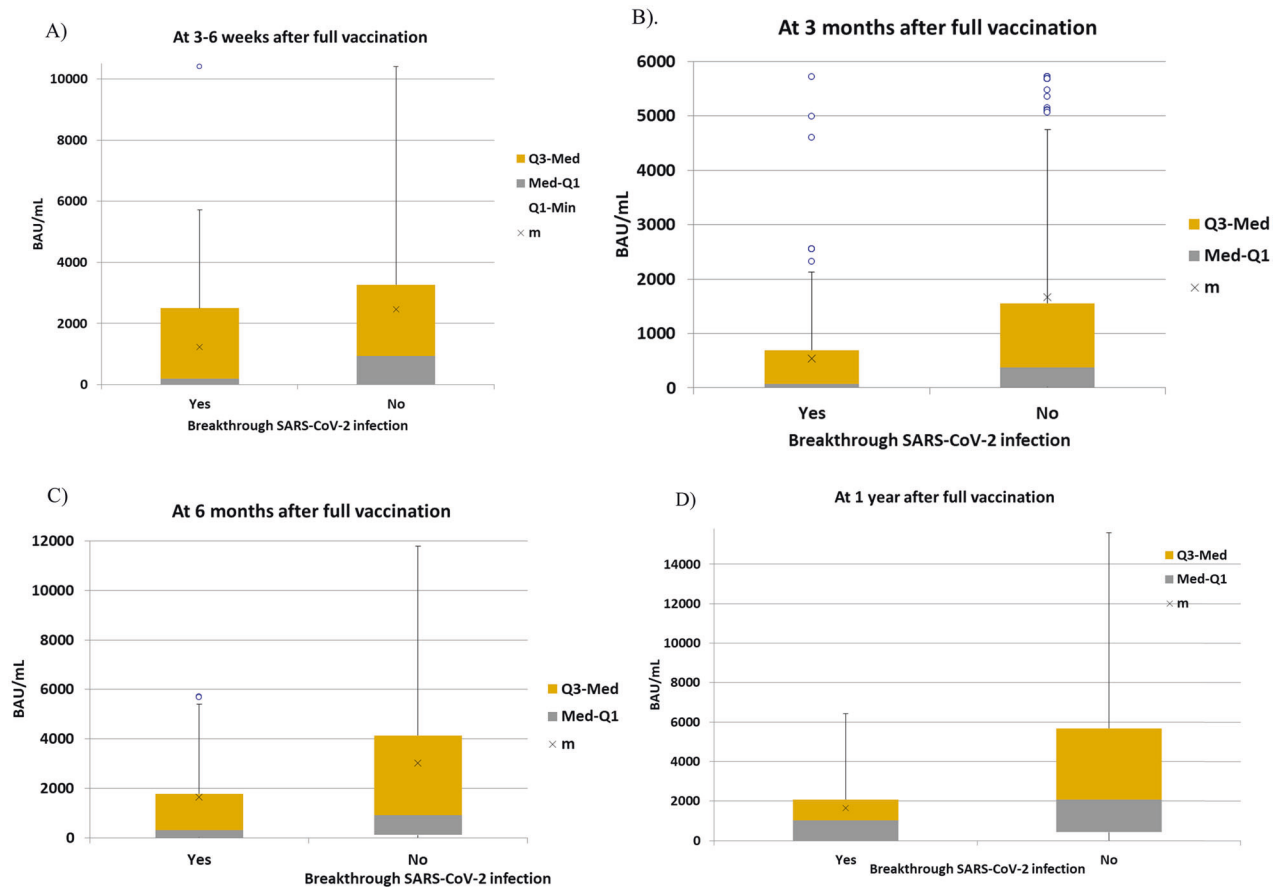 A)
At 3-6 weeks after full vaccination
10000
8000
6000
4000
2000
0
BAU/mL
Yes
No
Breakthrough SARS-CoV-2 infection
Q3-Med
Med-Q1
Q1-Min
m
B).
At 3 months after full vaccination
6000
5000
4000
3000
2000
1000
0
BAU/mL
Yes
No
Breakthrough SARS-CoV-2 infection
Q3-Med
Med-Q1
m
C)
At 6 months after full vaccination
12000
10000
8000
6000
4000
2000
0
BAU/mL
Yes
No
Breakthrough SARS-CoV-2 infection
Q3-Med
Med-Q1
m
D)
At 1 year after full vaccination
14000
12000
10000
8000
6000
4000
2000
0
BAU/mL
Yes
No
Breakthrough SARS-CoV-2 infection
Q3-Med
Med-Q1
m